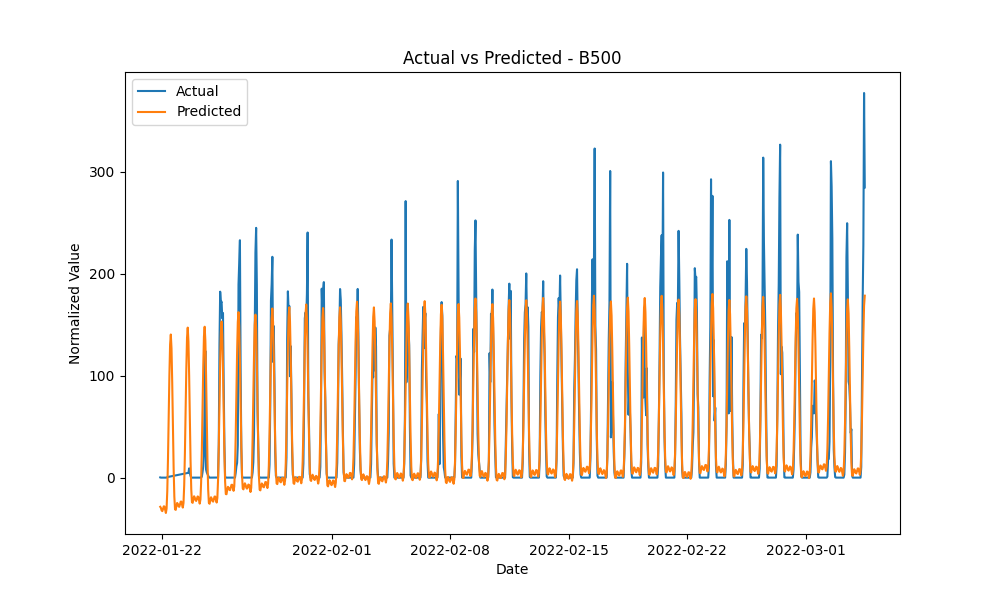 Actual vs Predicted - B500
Actual
Predicted
Normalized Value
300
200
100
0
2022-01-22
2022-02-01
2022-02-08
2022-02-15
2022-02-22
2022-03-01
Date